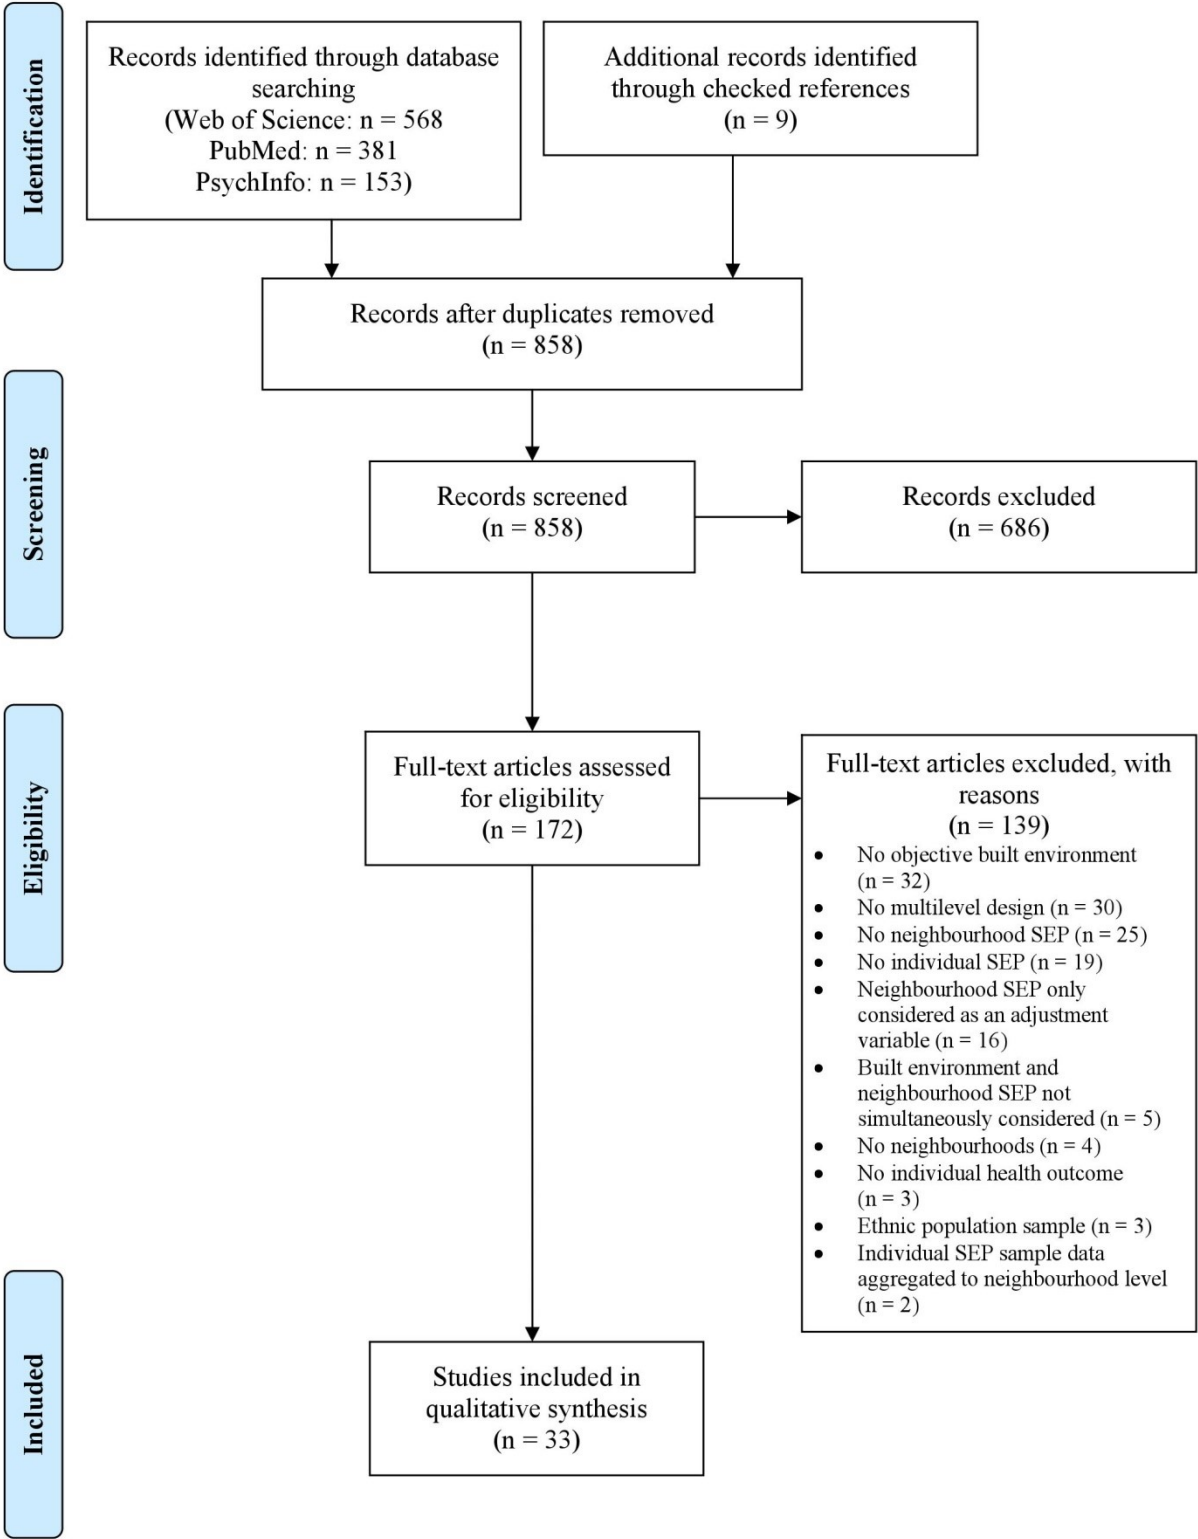 Identification
Records identified through database
searching
(Web of Science: n = 568
PubMed: n = 381
PsychInfo: n = 153)
Additional records identified
through checked references
(n = 9)
Records after duplicates removed
(n = 858)
Screening
Records screened
(n = 858)
Records excluded
(n = 686)
Eligibility
Full-text articles assessed
for eligibility
(n = 172)
Full-text articles excluded, with
reasons
(n = 139)
• No objective built environment
(n = 32)
• No multilevel design (n = 30)
• No neighbourhood SEP (n = 25)
• No individual SEP (n = 19)
• Neighbourhood SEP only
considered as an adjustment
variable (n = 16)
• Built environment and
neighbourhood SEP not
simultaneously considered (n = 5)
• No neighbourhoods (n = 4)
• No individual health outcome
(n = 3)
• Ethnic population sample (n = 3)
• Individual SEP sample data
aggregated to neighbourhood level
(n = 2)
Included
Studies included in
qualitative synthesis
(n = 33)